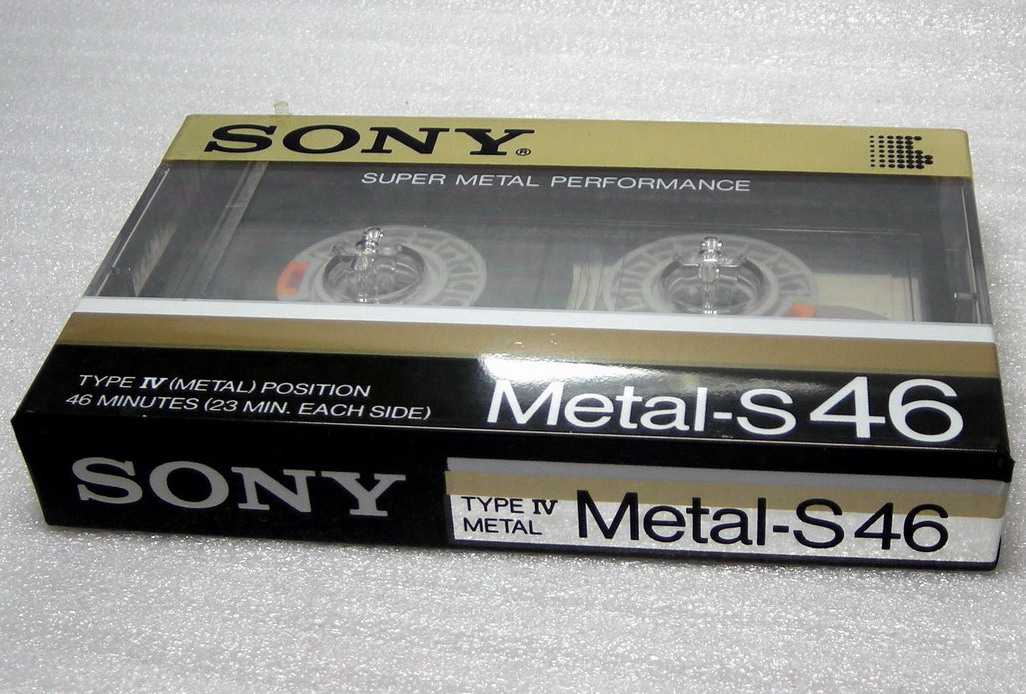 SONY®
SUPER METAL PERFORMANCE
TYPE IV (METAL) POSITION
46 MINUTES (23 MIN. EACH SIDE)
Metal-S 46
SONY
TYPE IV
METAL
Metal-S 46